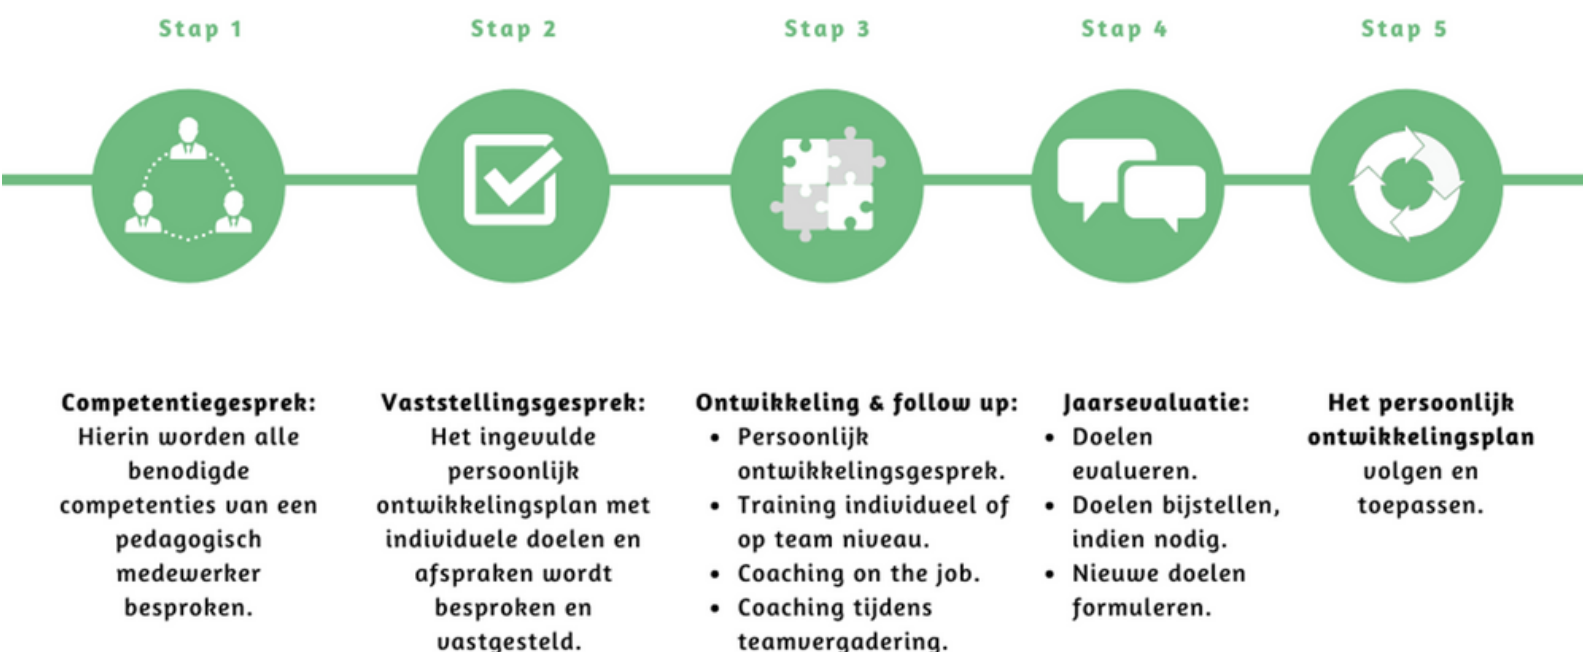 Stap 1
Stap 2
Stap 3
Stap 4
Stap 5
Competentiegesprek:
Hierin worden alle
benodigde
competenties van een
pedagogisch
medewerker
besproken.
Vaststellingsgesprek:
Het ingevulde
persoonlijk
ontwikkelingsplan met
individuele doelen en
afspraken wordt
besproken en
vastgesteld.
Ontwikkeling & follow up:
• Persoonlijk
ontwikkelingsgesprek.
• Training individueel of
op team niveau.
• Coaching on the job.
• Coaching tijdens
teamvergadering.
Jaarsevaluatie:
• Doelen
evalueren.
• Doelen bijstellen,
indien nodig.
• Nieuwe doelen
formuleren.
Het persoonlijk
ontwikkelingsplan
volgen en
toepassen.